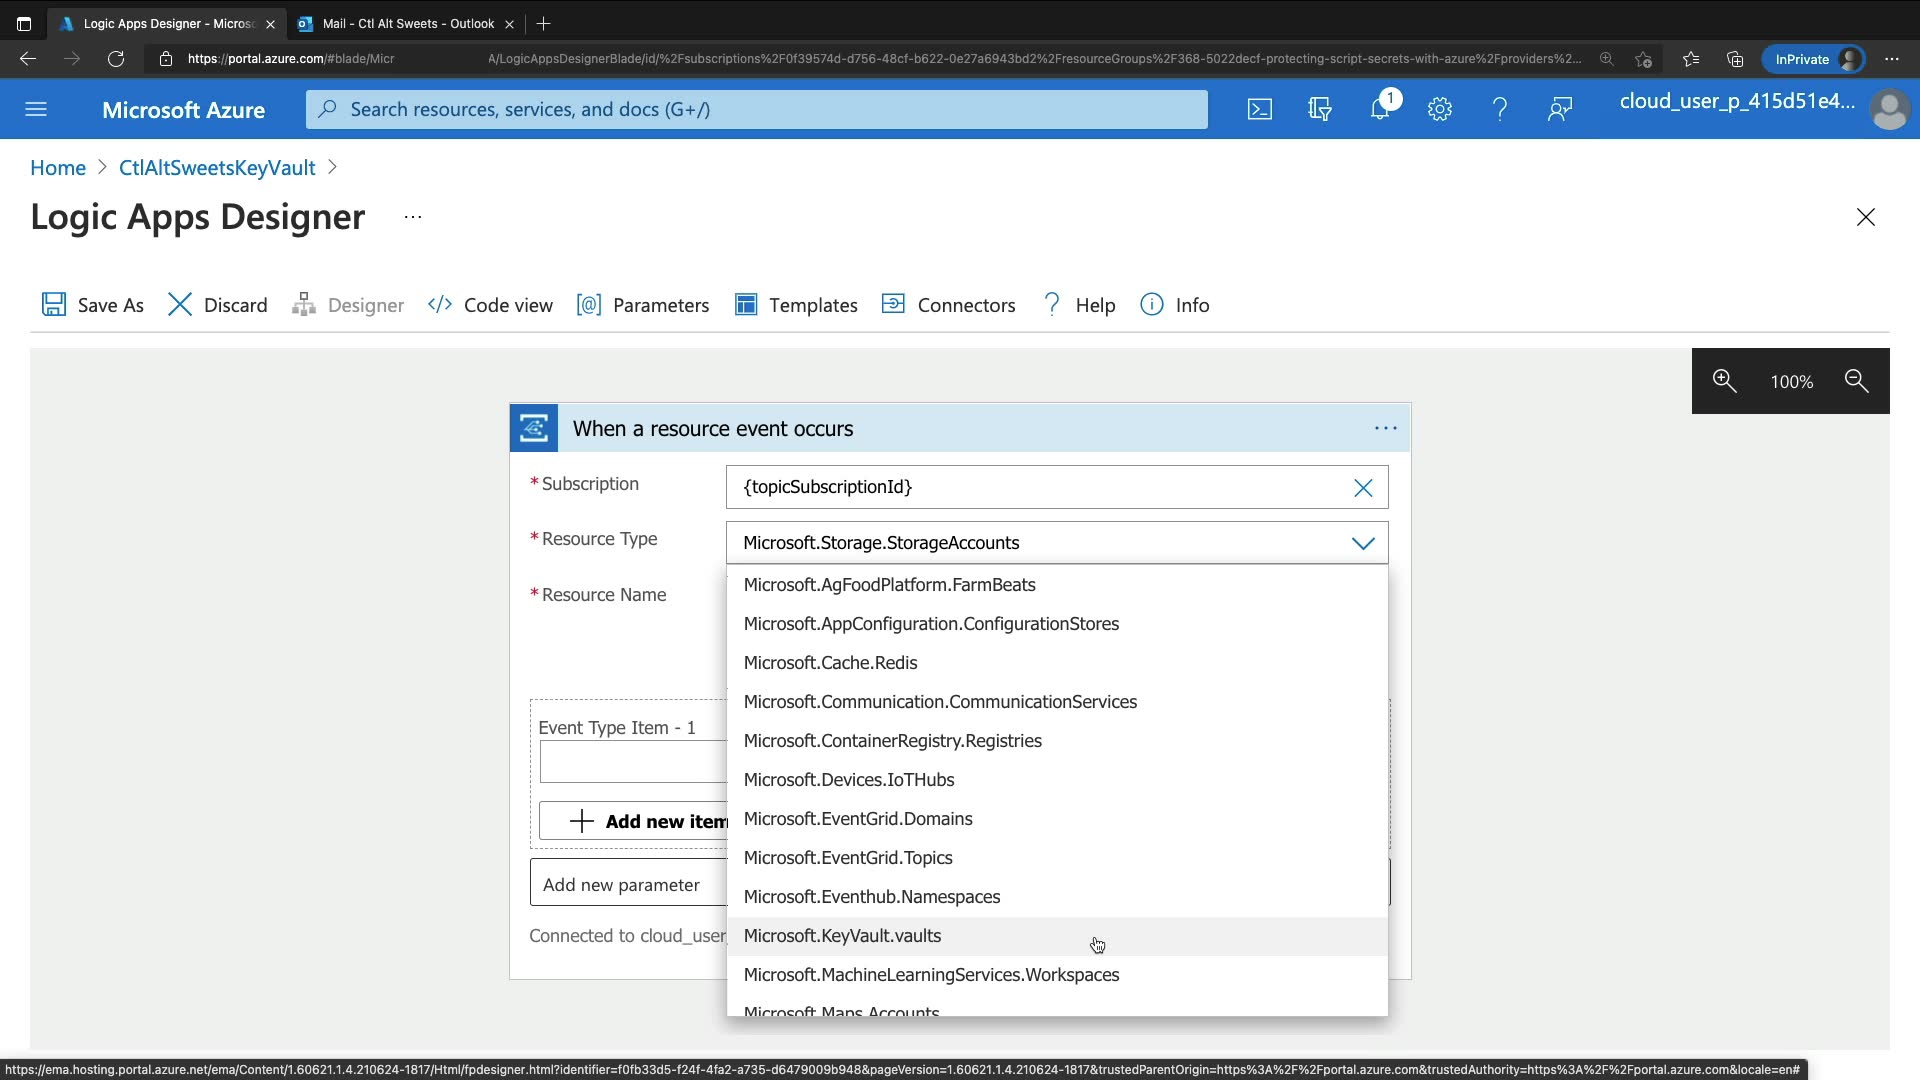 Logic Apps Designer - Micros
Mail - Ctl Alt Sweets - Outlook
https://portal.azure.com/#blade/Micr A/LogicAppsDesignerBlade/id/%2Fsubscriptions%2F0f39574d-d756-48cf-b622-0e27a6943bd2%2FresourceGroups%2F368-5022decf-protecting-script-secrets-with-azure%2Fproviders%2...
InPrivate
Microsoft Azure
Search resources, services, and docs (G+/)
1
cloud_user_p_415d51e4...
Home > CtlAltSweetsKeyVault >
Logic Apps Designer ...
Save As
Discard
Designer
Code view
Parameters
Templates
Connectors
Help
Info
100%
When a resource event occurs
* Subscription
{topicSubscriptionId}
* Resource Type
Microsoft.Storage.StorageAccounts
* Resource Name
Microsoft.AgFoodPlatform.FarmBeats
Microsoft.AppConfiguration.ConfigurationStores
Microsoft.Cache.Redis
Microsoft.Communication.CommunicationServices
Event Type Item - 1
Microsoft.ContainerRegistry.Registries
Microsoft.Devices.IoTHubs
Add new item
Microsoft.EventGrid.Domains
Microsoft.EventGrid.Topics
Add new parameter
Microsoft.Eventhub.Namespaces
Connected to cloud_user
Microsoft.KeyVault.vaults
Microsoft.MachineLearningServices.Workspaces
Microsoft.Maps.Accounts
https://ema.hosting.portal.azure.net/ema/Content/1.60621.1.4.210624-1817/Html/fpdesigner.html?identifier=f0fb33d5-f24f-4fa2-a735-d6479009b948&pageVersion=1.60621.1.4.210624-1817&trustedParentOrigin=https%3A%2F%2Fportal.azure.com&trustedAuthority=https%3A%2F%2Fportal.azure.com&locale=en#